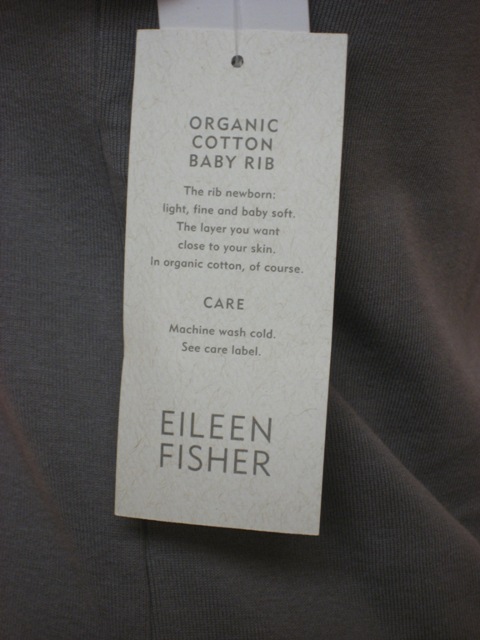 ORGANIC
COTTON
BABY RIB
The rib newborn:
light, fine and baby soft.
The layer you want
close to your skin.
In organic cotton, of course.
CARE
Machine wash cold.
See care label.
EILEEN
FISHER